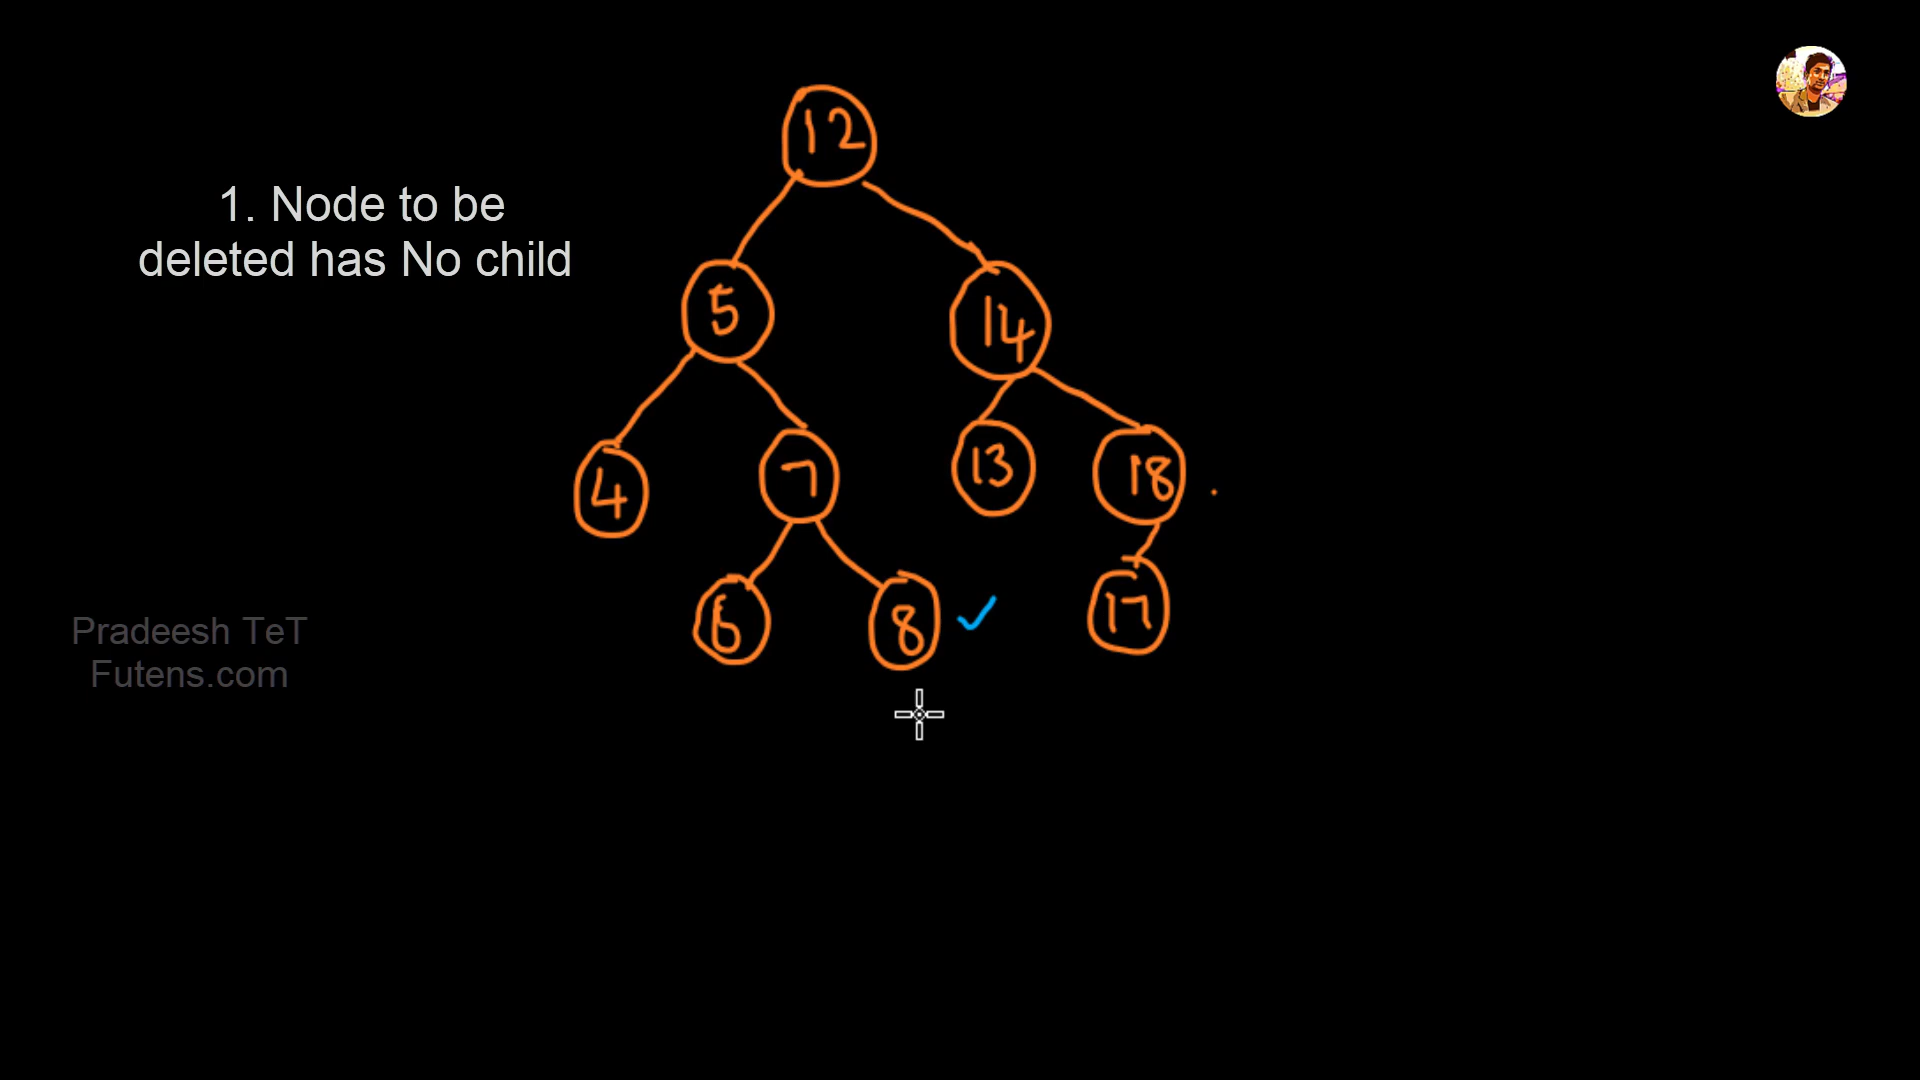 12
1. Node to be
deleted has No child
5
14
4
7
13
18
6
8
17
Pradeesh TeT
Futens.com